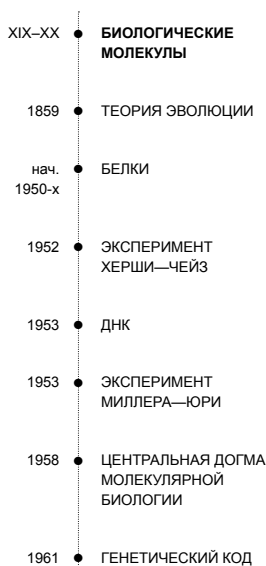 XIX–XX БИОЛОГИЧЕСКИЕ
МОЛЕКУЛЫ
1859 ТЕОРИЯ ЭВОЛЮЦИИ
нач. БЕЛКИ
1950-х
1952 ЭКСПЕРИМЕНТ
ХЕРШИ—ЧЕЙЗ
1953 ДНК
1953 ЭКСПЕРИМЕНТ
МИЛЛЕРА—ЮРИ
1958 ЦЕНТРАЛЬНАЯ ДОГМА
МОЛЕКУЛЯРНОЙ
БИОЛОГИИ
1961 ГЕНЕТИЧЕСКИЙ КОД